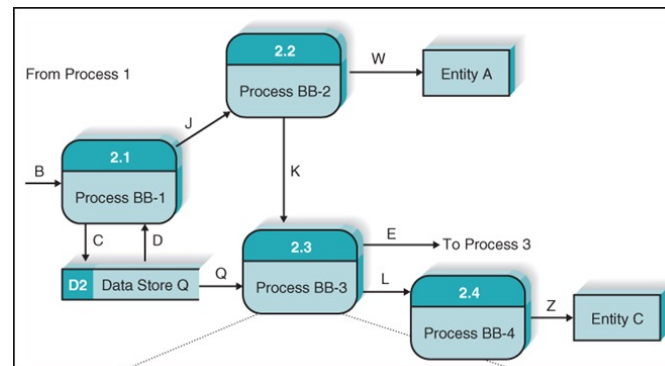 2.2
Process BB-2
W
Entity A
From Process 1
J
2.1
Process BB-1
B
K
C
D
2.3
Process BB-3
E
To Process 3
D2 Data Store Q
Q
L
2.4
Process BB-4
Z
Entity C